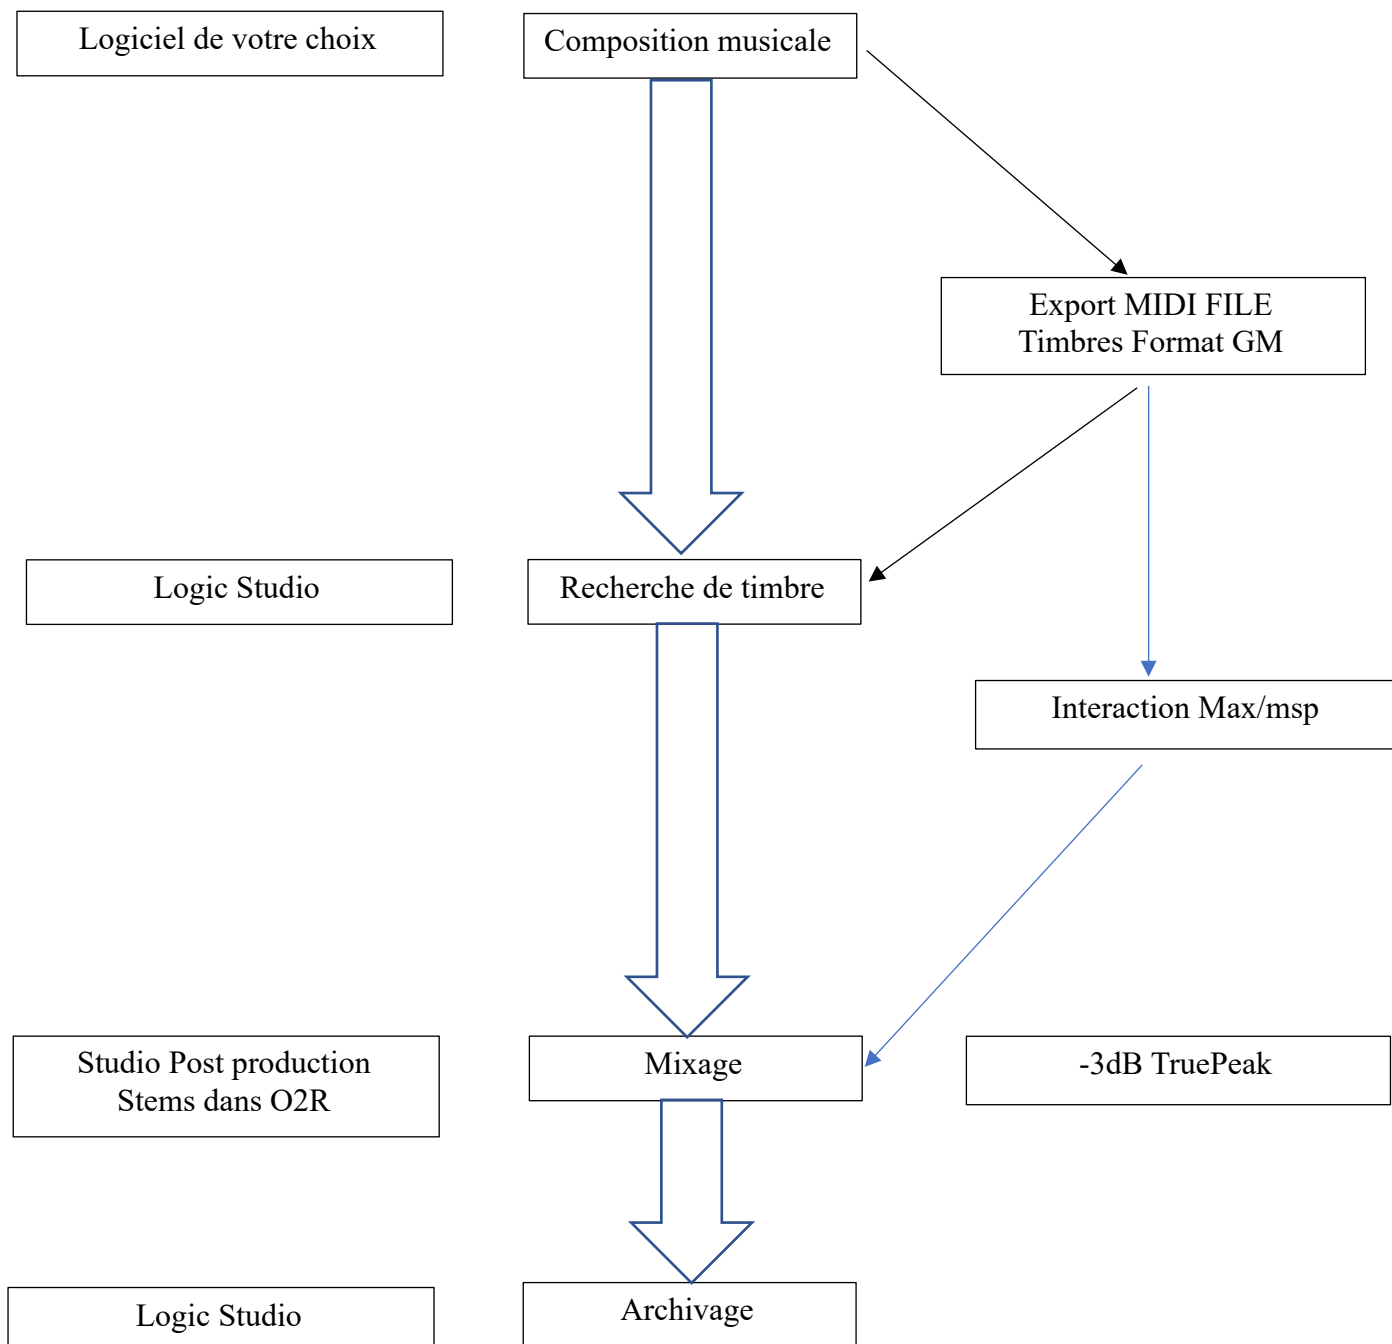 Logiciel de votre choix
Composition musicale
Export MIDI FILE
Timbres Format GM
Logic Studio
Recherche de timbre
Interaction Max/msp
Studio Post production
Stems dans O2R
Mixage
-3dB TruePeak
Logic Studio
Archivage